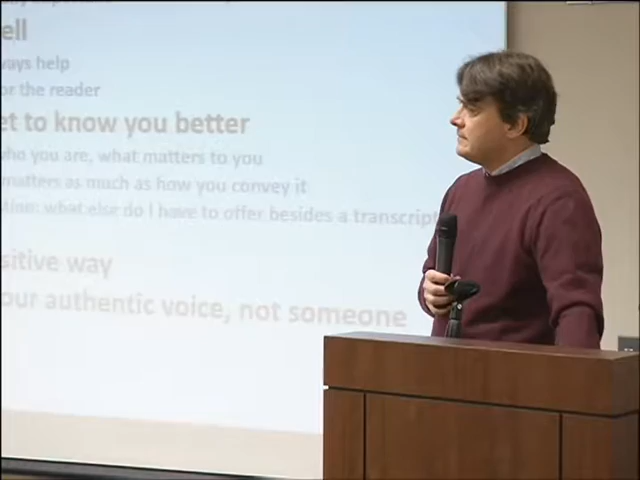 ell
ways help
or the reader
et to know you better
who you are, what matters to you
matters as much as how you convey it
what else do I have to offer besides a transcript
sitive way
our authentic voice, not someone